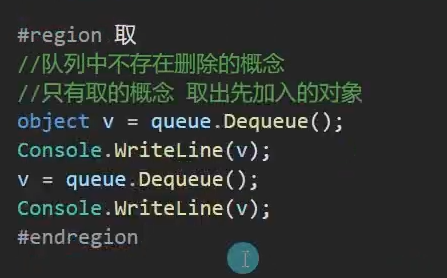 #region 取
//队列中不存在删除的概念
//只有取的概念 取出先加入的对象
object v = queue.Dequeue();
Console.WriteLine(v);
v = queue.Dequeue();
Console.WriteLine(v);
#endregion